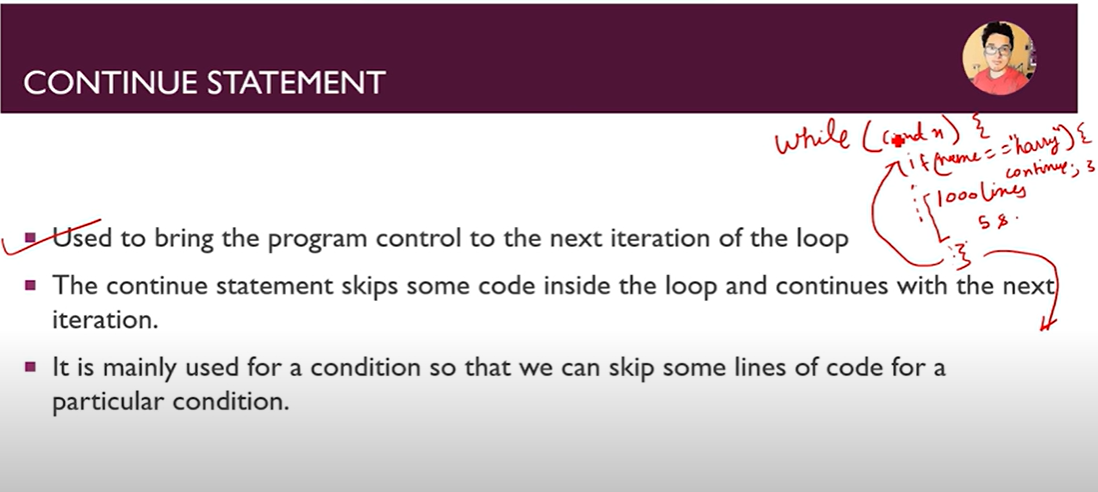 CONTINUE STATEMENT
while (condn) {
if(name=="harry") {
continue; }
1000 lines
5 s.
}
Used to bring the program control to the next iteration of the loop
The continue statement skips some code inside the loop and continues with the next
iteration.
It is mainly used for a condition so that we can skip some lines of code for a
particular condition.